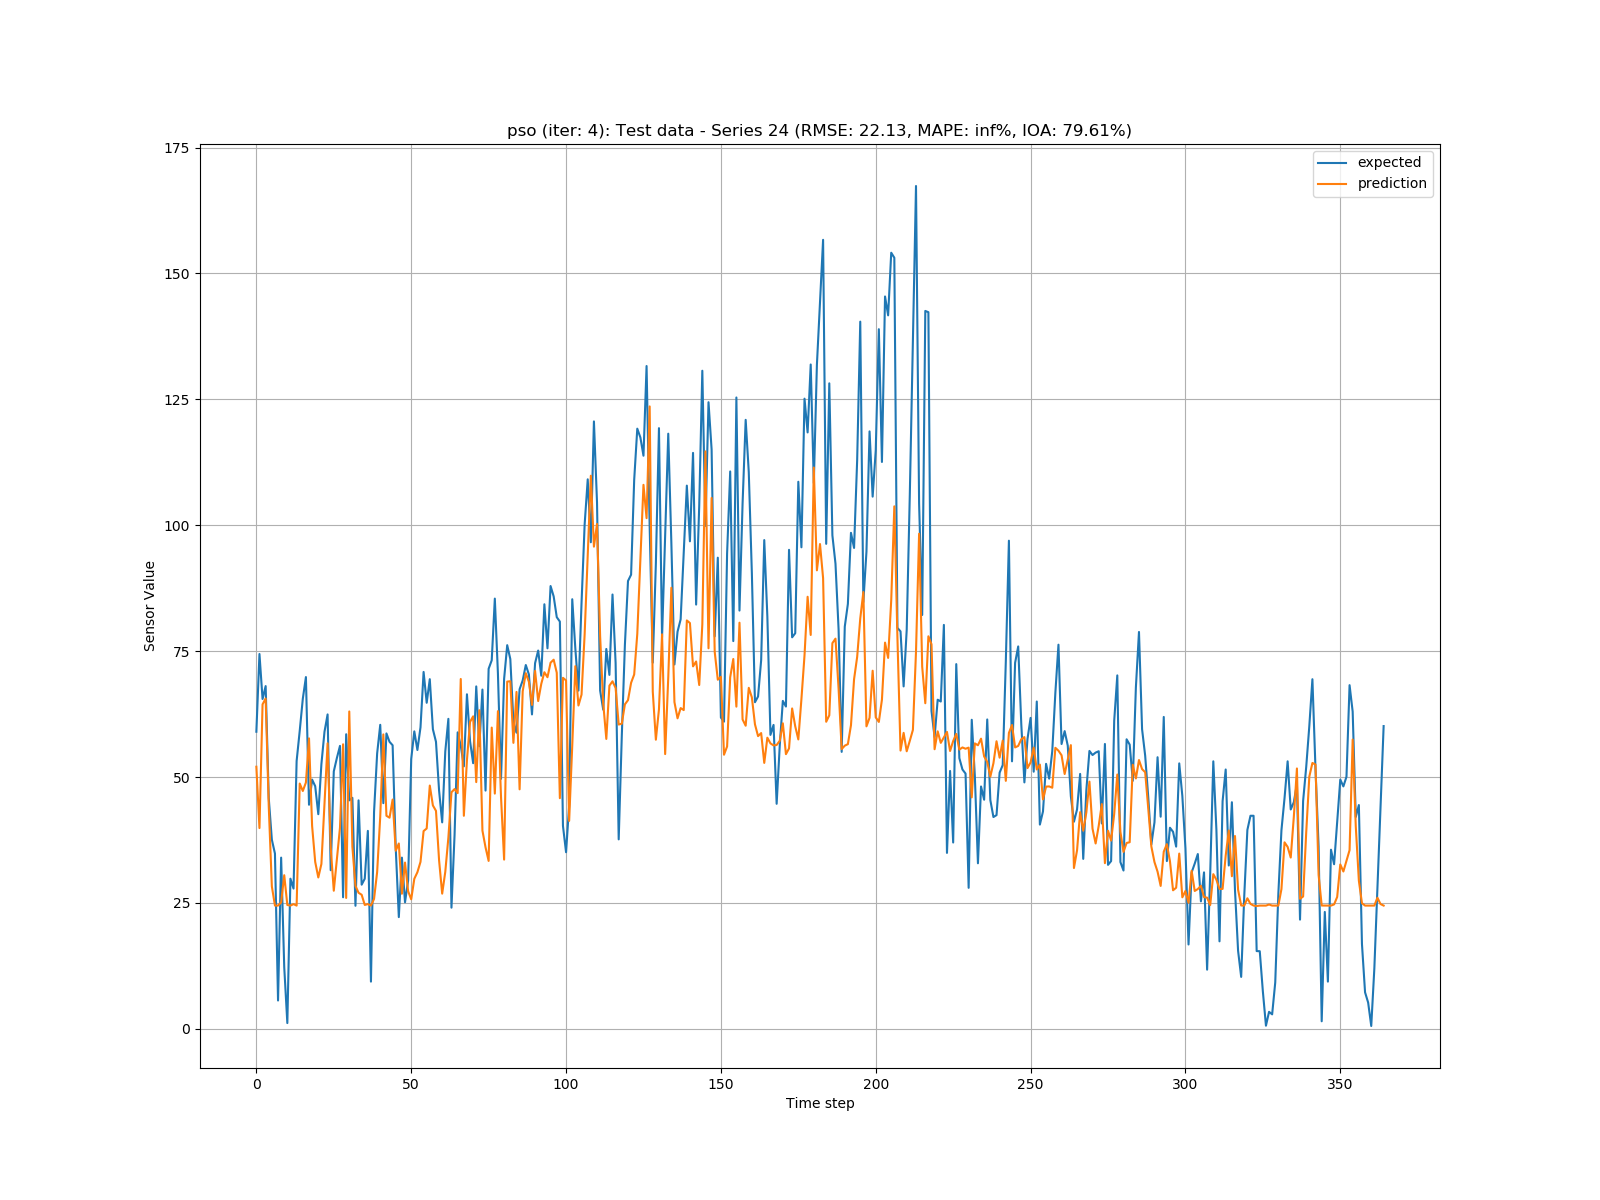 pso (iter: 4): Test data - Series 24 (RMSE: 22.13, MAPE: inf%, IOA: 79.61%)
expected
prediction
175
150
125
100
75
50
25
0
Sensor Value
0 50 100 150 200 250 300 350
Time step